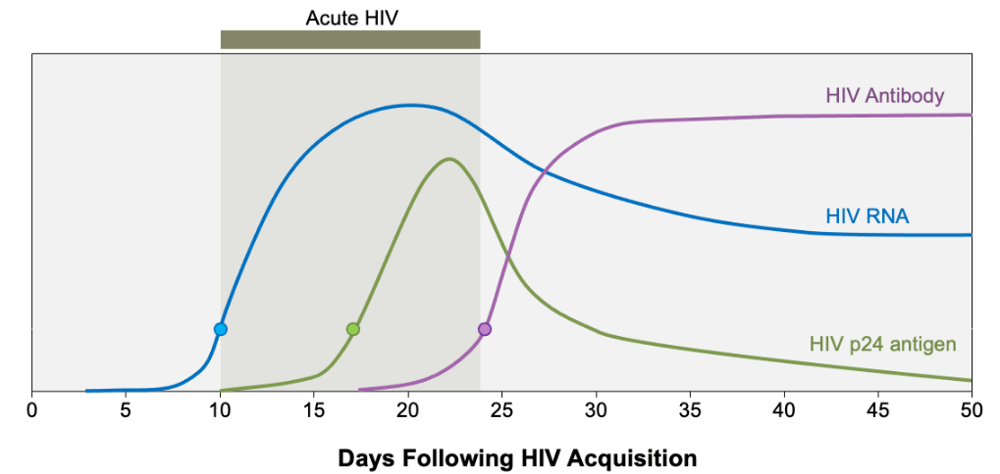 Acute HIV
HIV Antibody
HIV RNA
HIV p24 antigen
0 5 10 15 20 25 30 35 40 45 50
Days Following HIV Acquisition